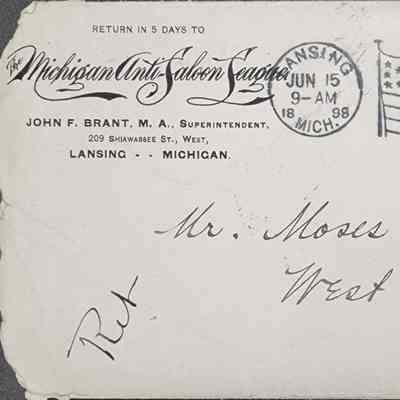 RETURN IN 5 DAYS TO
The Michigan Anti-Saloon League
JOHN F. BRANT, M. A., SUPERINTENDENT,
209 SHIAWASSEE ST., WEST,
LANSING - - MICHIGAN.
LANSING
JUN 15
9-AM
18 98
MICH.
Mr. Moses
West
Ret